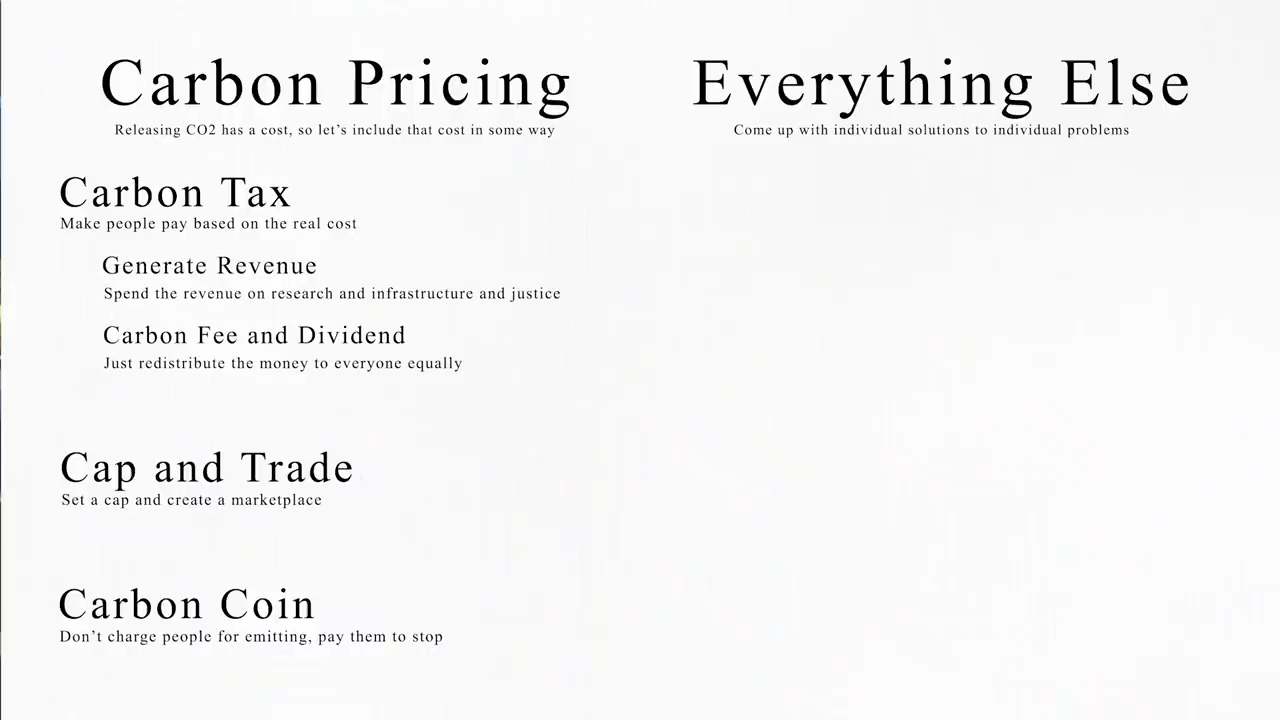 Carbon Pricing
Releasing CO2 has a cost, so let’s include that cost in some way
Carbon Tax
Make people pay based on the real cost
Generate Revenue
Spend the revenue on research and infrastructure and justice
Carbon Fee and Dividend
Just redistribute the money to everyone equally
Cap and Trade
Set a cap and create a marketplace
Carbon Coin
Don’t charge people for emitting, pay them to stop
Everything Else
Come up with individual solutions to individual problems